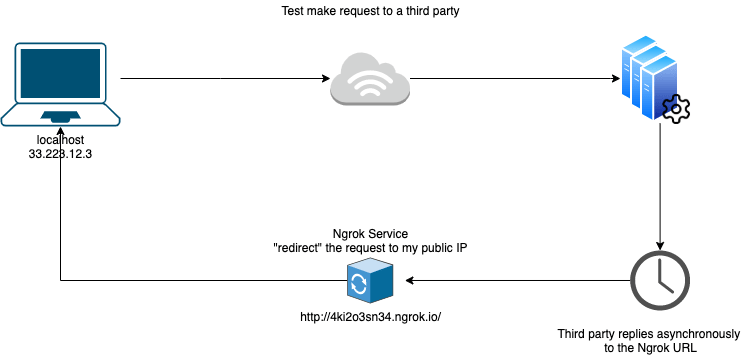 Test make request to a third party
localhost
33.223.12.3
Ngrok Service
"redirect" the request to my public IP
http://4ki2o3sn34.ngrok.io/
Third party replies asynchronously
to the Ngrok URL